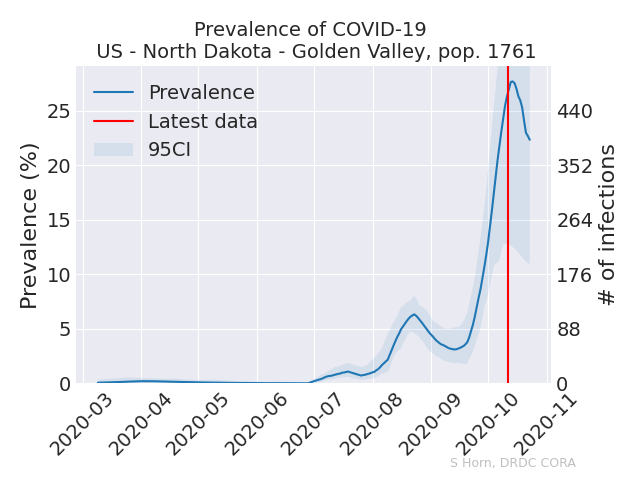 Prevalence of COVID-19
US - North Dakota - Golden Valley, pop. 1761
Prevalence
Latest data
95CI
Prevalence (%)
25
20
15
10
5
0
# of infections
440
352
264
176
88
0
2020-03
2020-04
2020-05
2020-06
2020-07
2020-08
2020-09
2020-10
2020-11
S Horn, DRDC CORA